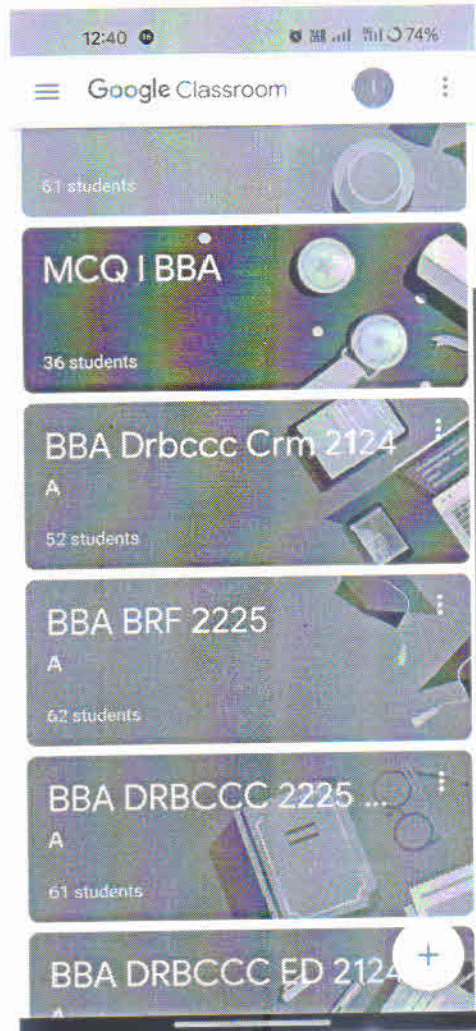 12:40 74%
Google Classroom
61 students
MCQ I BBA
36 students
BBA Drbccc Crm 2124
A
52 students
BBA BRF 2225
A
62 students
BBA DRBCCC 2225 ...
A
61 students
BBA DRBCCC ED 2124
A